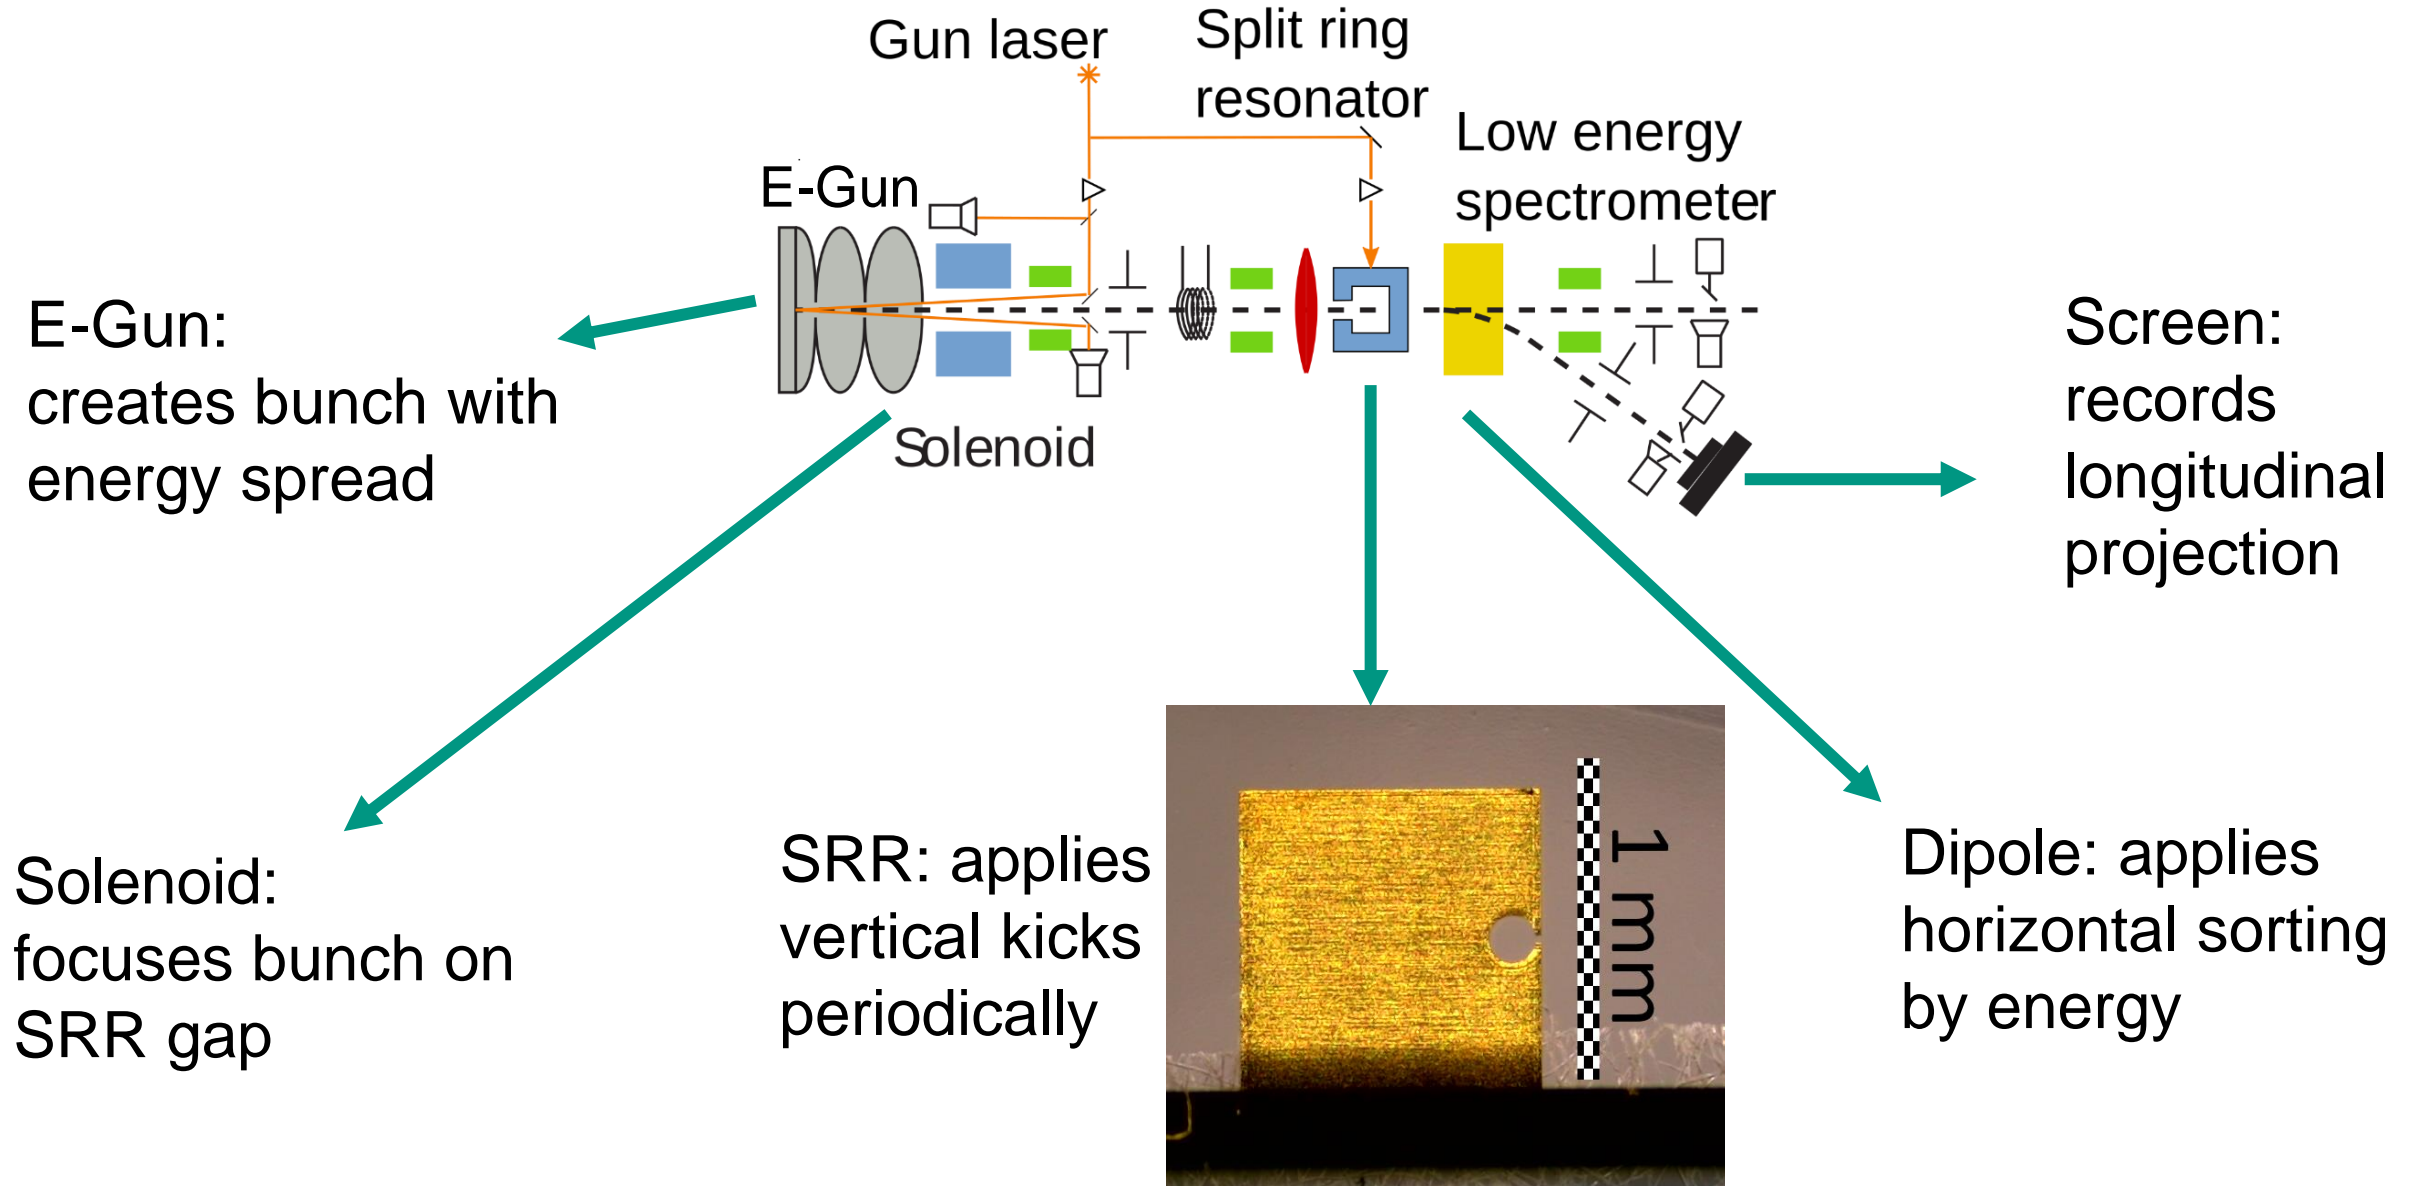 Gun laser
Split ring
resonator
Low energy
spectrometer
E-Gun
Solenoid
E-Gun:
creates bunch with
energy spread
Screen:
records
longitudinal
projection
Solenoid:
focuses bunch on
SRR gap
SRR: applies
vertical kicks
periodically
1 mm
Dipole: applies
horizontal sorting
by energy